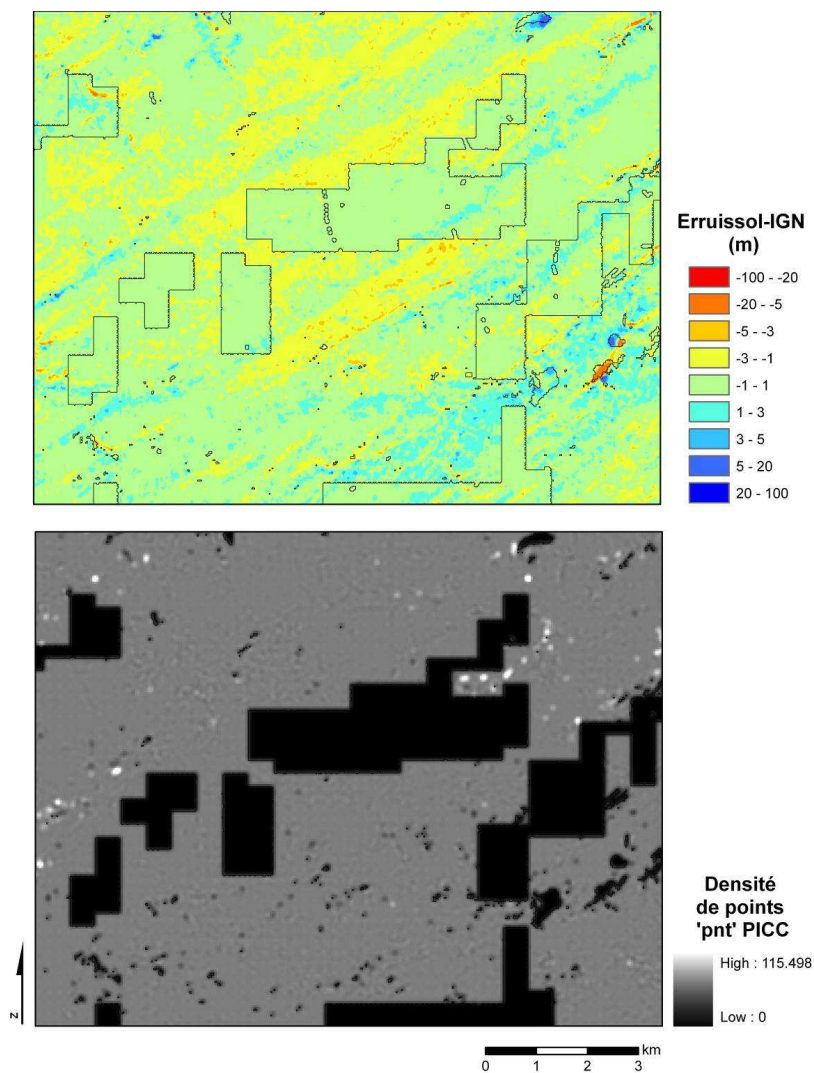 Erruissol-IGN
(m)
-100 - -20
-20 - -5
-5 - -3
-3 - -1
-1 - 1
1 - 3
3 - 5
5 - 20
20 - 100
Densité
de points
'pnt' PICC
High : 115.498
Low : 0
z
km
0 1 2 3